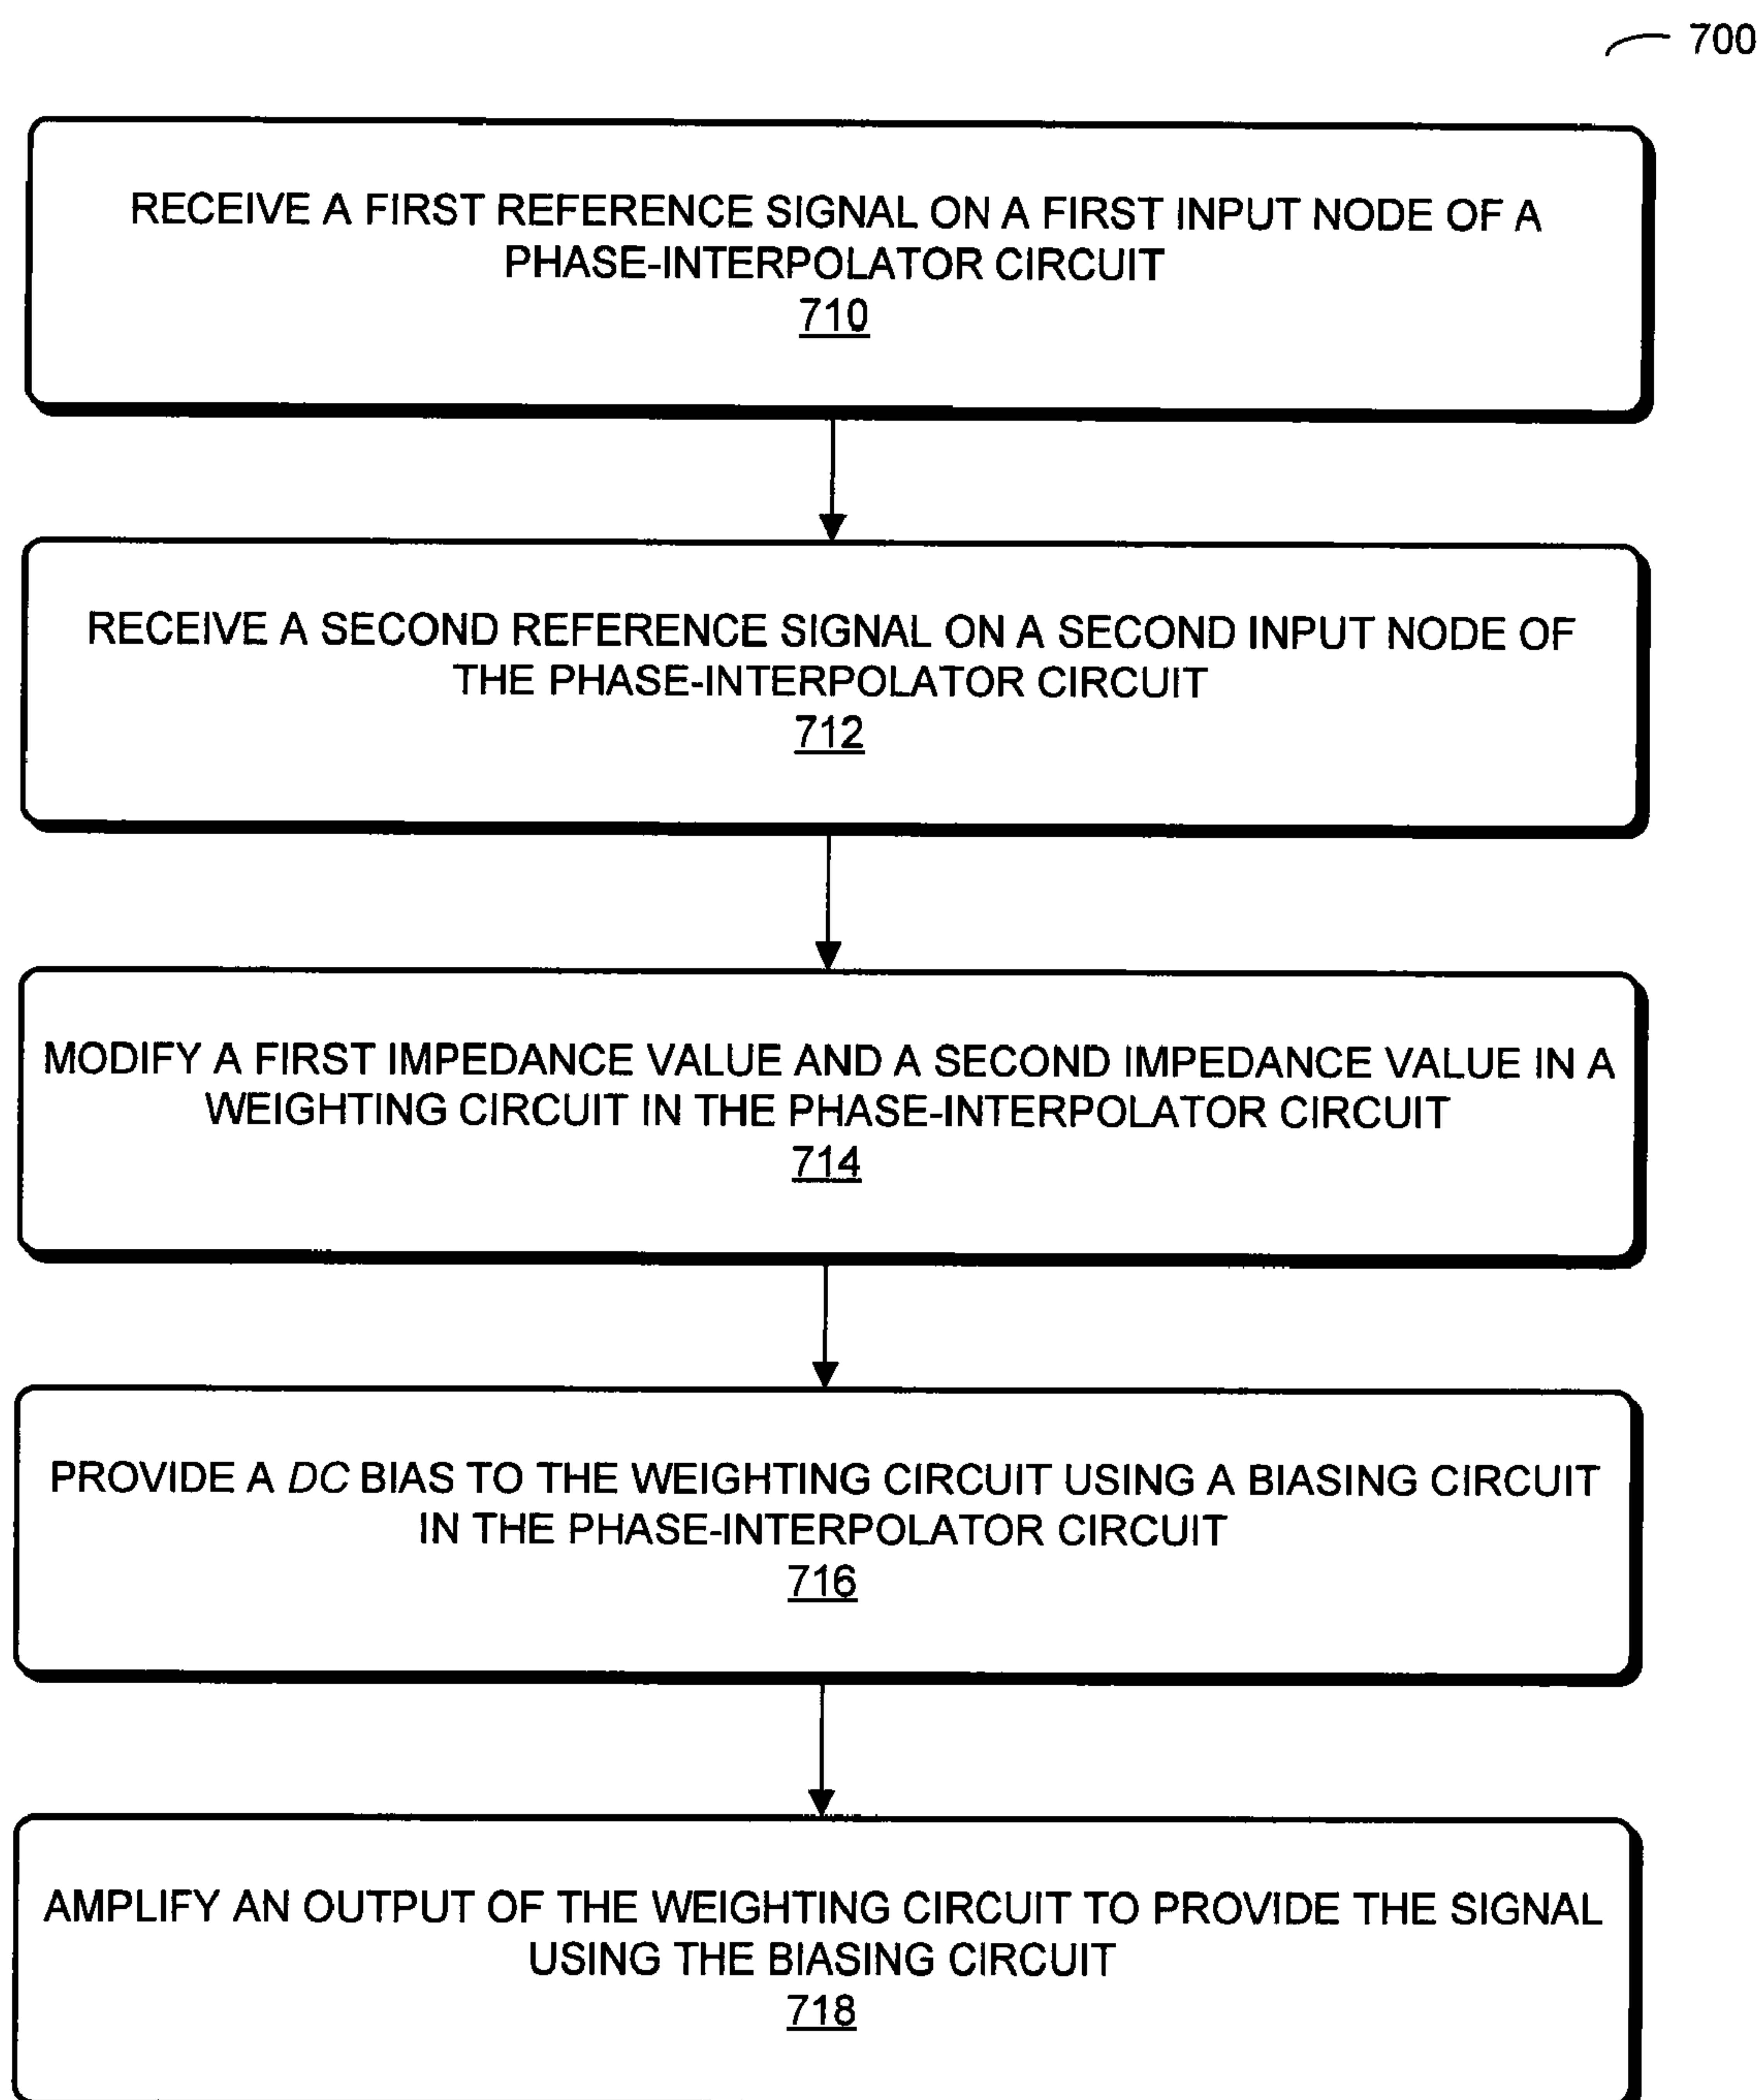 700
RECEIVE A FIRST REFERENCE SIGNAL ON A FIRST INPUT NODE OF A
PHASE-INTERPOLATOR CIRCUIT
710
RECEIVE A SECOND REFERENCE SIGNAL ON A SECOND INPUT NODE OF
THE PHASE-INTERPOLATOR CIRCUIT
712
MODIFY A FIRST IMPEDANCE VALUE AND A SECOND IMPEDANCE VALUE IN A
WEIGHTING CIRCUIT IN THE PHASE-INTERPOLATOR CIRCUIT
714
PROVIDE A DC BIAS TO THE WEIGHTING CIRCUIT USING A BIASING CIRCUIT
IN THE PHASE-INTERPOLATOR CIRCUIT
716
AMPLIFY AN OUTPUT OF THE WEIGHTING CIRCUIT TO PROVIDE THE SIGNAL
USING THE BIASING CIRCUIT
718